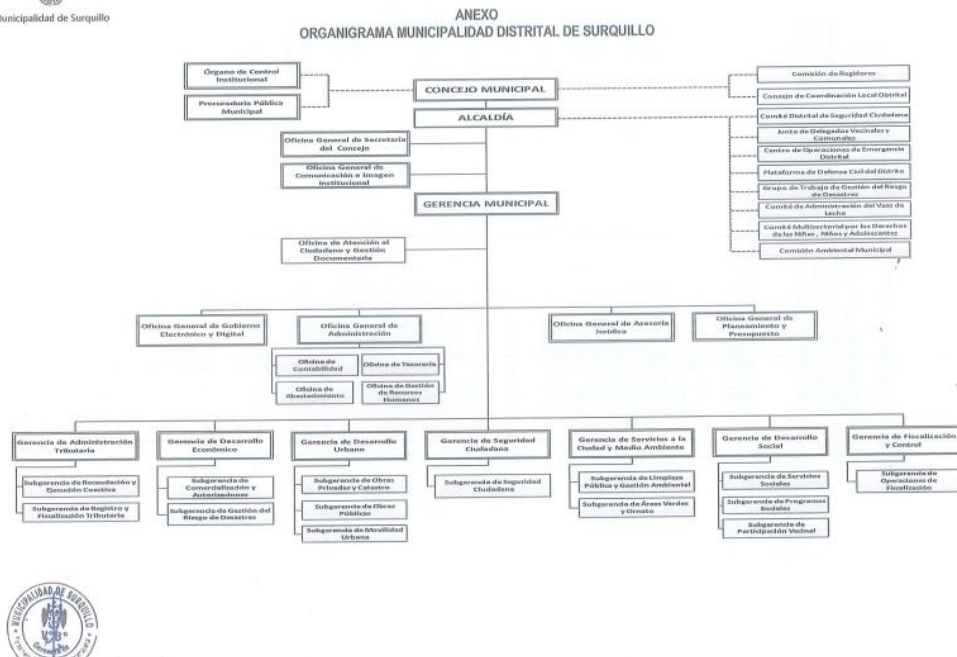 Municipalidad de Surquillo
ANEXO
ORGANIGRAMA MUNICIPALIDAD DISTRITAL DE SURQUILLO
Órgano de Control
Institucional
Procuraduría Pública
Municipal
CONCEJO MUNICIPAL
ALCALDÍA
Comisión de Regidores
Consejo de Coordinación Local Distrital
Comité Distrital de Seguridad Ciudadana
Junta de Delegados Vecinales y
Comunales
Centro de Operaciones de Emergencia
Distrital
Plataforma de Defensa Civil del Distrito
Grupo de Trabajo de Gestión del Riesgo
de Desastres
Comité de Administración del Vaso de
Leche
Comité Multisectorial por los Derechos
de las Niñas, Niños y Adolescentes
Comisión Ambiental Municipal
Oficina General de Secretaría
del Concejo
Oficina General de
Comunicación e Imagen
Institucional
GERENCIA MUNICIPAL
Oficina de Atención al
Ciudadano y Gestión
Documentaria
Oficina General de Gobierno
Electrónico y Digital
Oficina General de
Administración
Oficina General de Asesoría
Jurídica
Oficina General de
Planeamiento y
Presupuesto
Oficina de
Contabilidad
Oficina de Tesorería
Oficina de
Abastecimiento
Oficina de Gestión
de Recursos
Humanos
Gerencia de Administración
Tributaria
Subgerencia de Recaudación y
Ejecución Coactiva
Subgerencia de Registro y
Fiscalización Tributaria
Gerencia de Desarrollo
Económico
Subgerencia de
Comercialización y
Autorizaciones
Subgerencia de Gestión del
Riesgo de Desastres
Gerencia de Desarrollo
Urbano
Subgerencia de Obras
Privadas y Catastro
Subgerencia de Obras
Públicas
Subgerencia de Movilidad
Urbana
Gerencia de Seguridad
Ciudadana
Subgerencia de Seguridad
Ciudadana
Gerencia de Servicios a la
Ciudad y Medio Ambiente
Subgerencia de Limpieza
Pública y Gestión Ambiental
Subgerencia de Áreas Verdes
y Ornato
Gerencia de Desarrollo
Social
Subgerencia de Servicios
Sociales
Subgerencia de Programas
Sociales
Subgerencia de
Participación Vecinal
Gerencia de Fiscalización
y Control
Subgerencia de
Operaciones de
Fiscalización
MUNICIPALIDAD DE SURQUILLO